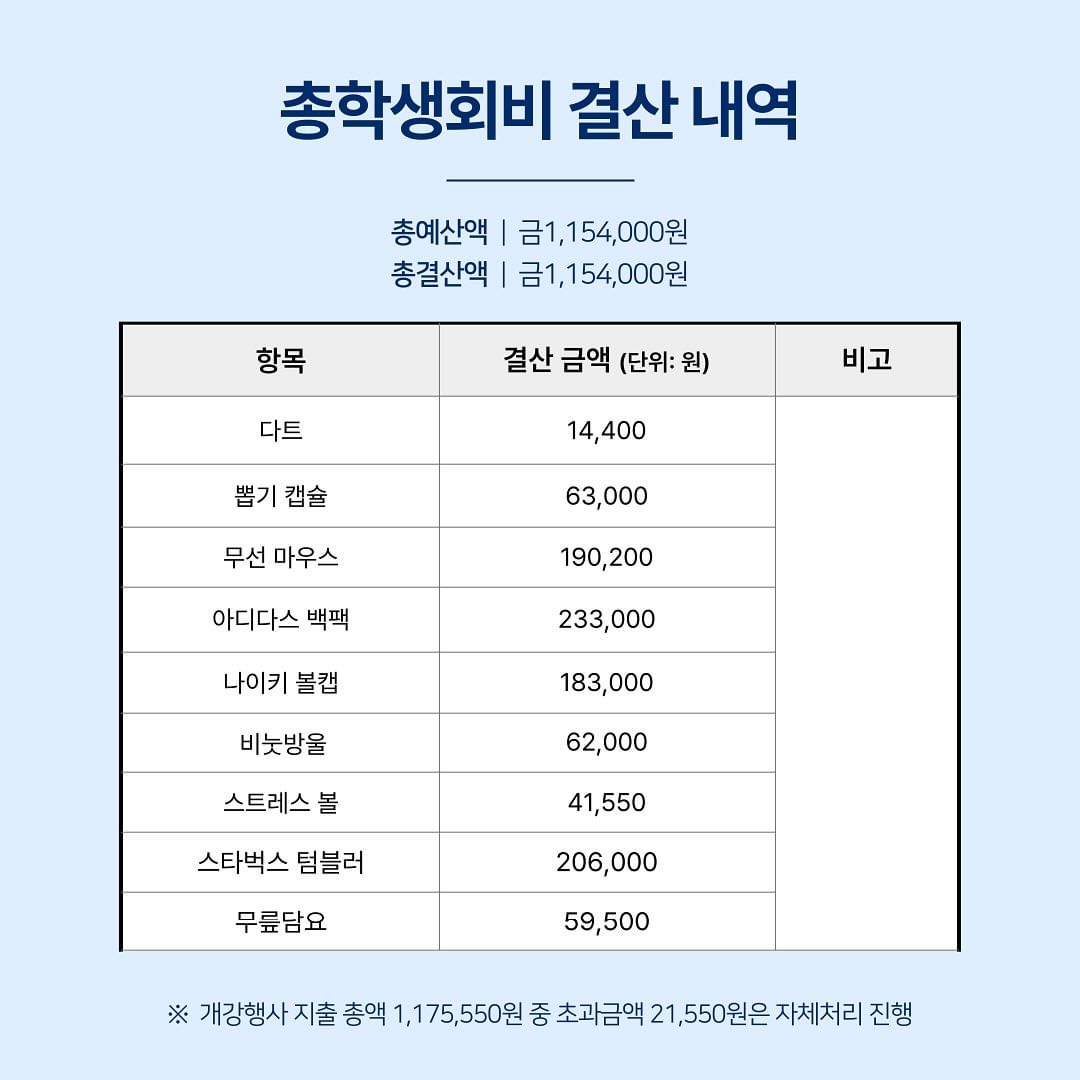 총학생회비 결산 내역
총예산액 | 금1,154,000원
총결산액 | 금1,154,000원
항목 결산 금액 (단위: 원) 비고
다트 14,400
뽑기 캡슐 63,000
무선 마우스 190,200
아디다스 백팩 233,000
나이키 볼캡 183,000
비눗방울 62,000
스트레스 볼 41,550
스타벅스 텀블러 206,000
무릎담요 59,500
※ 개강행사 지출 총액 1,175,550원 중 초과금액 21,550원은 자체처리 진행